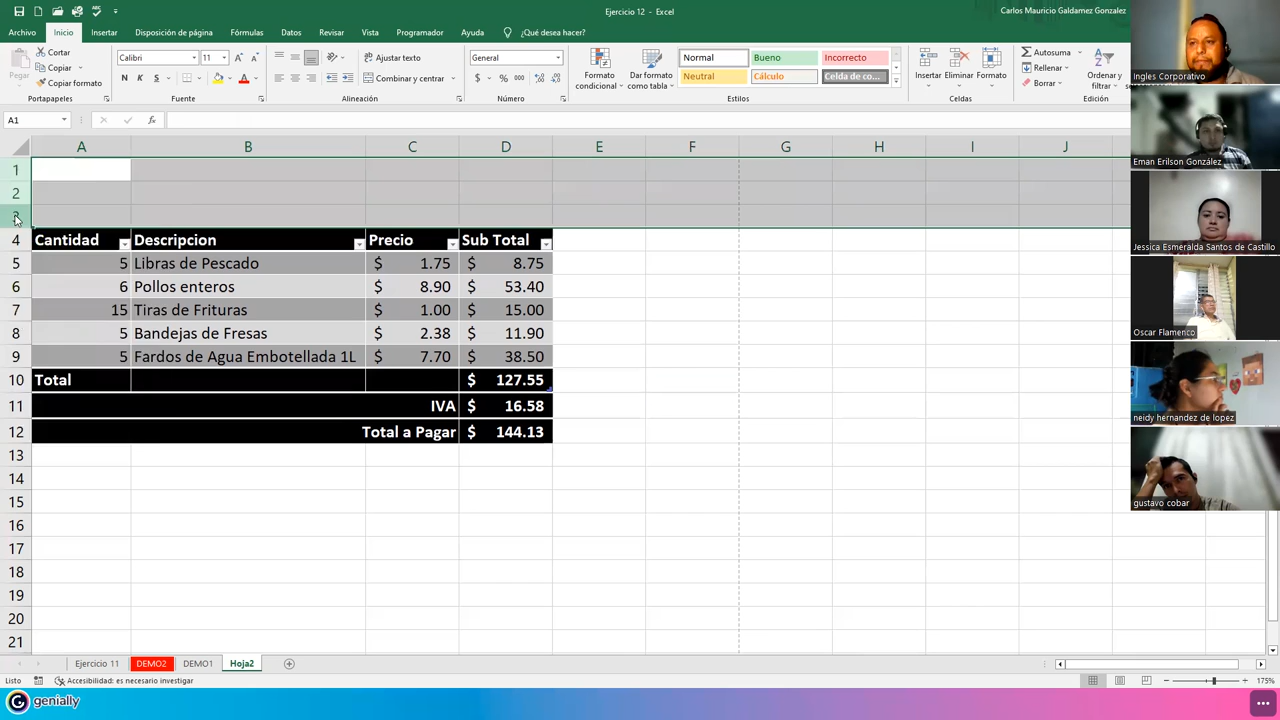 Ejercicio 12 - Excel
Carlos Mauricio Galdamez Gonzalez
Archivo Inicio Insertar Disposición de página Fórmulas Datos Revisar Vista Programador Ayuda ¿Qué desea hacer?
Pegar
Cortar
Copiar
Copiar formato
Portapapeles
Calibri 11
N K S
Fuente
Ajustar texto
Combinar y centrar
Alineación
General
$ % 000
Número
Formato condicional
Dar formato como tabla
Normal Bueno Incorrecto
Neutral Cálculo Celda de co...
Estilos
Insertar Eliminar Formato
Celdas
Autosuma
Rellenar
Borrar
Ordenar y filtrar
Edición
A1 fx
A B C D E F G H I J
1
2
3
4 Cantidad Descripcion Precio Sub Total
5 5 Libras de Pescado $ 1.75 $ 8.75
6 6 Pollos enteros $ 8.90 $ 53.40
7 15 Tiras de Frituras $ 1.00 $ 15.00
8 5 Bandejas de Fresas $ 2.38 $ 11.90
9 5 Fardos de Agua Embotellada 1L $ 7.70 $ 38.50
10 Total $ 127.55
11 IVA $ 16.58
12 Total a Pagar $ 144.13
13
14
15
16
17
18
19
20
21
Ejercicio 11 DEMO2 DEMO1 Hoja2
Listo Accesibilidad: es necesario investigar 175%
genially
Ingles Corporativo
Eman Erilson González
Jessica Esmeralda Santos de Castillo
Oscar Flamenco
neidy hernandez de lopez
gustavo cobar